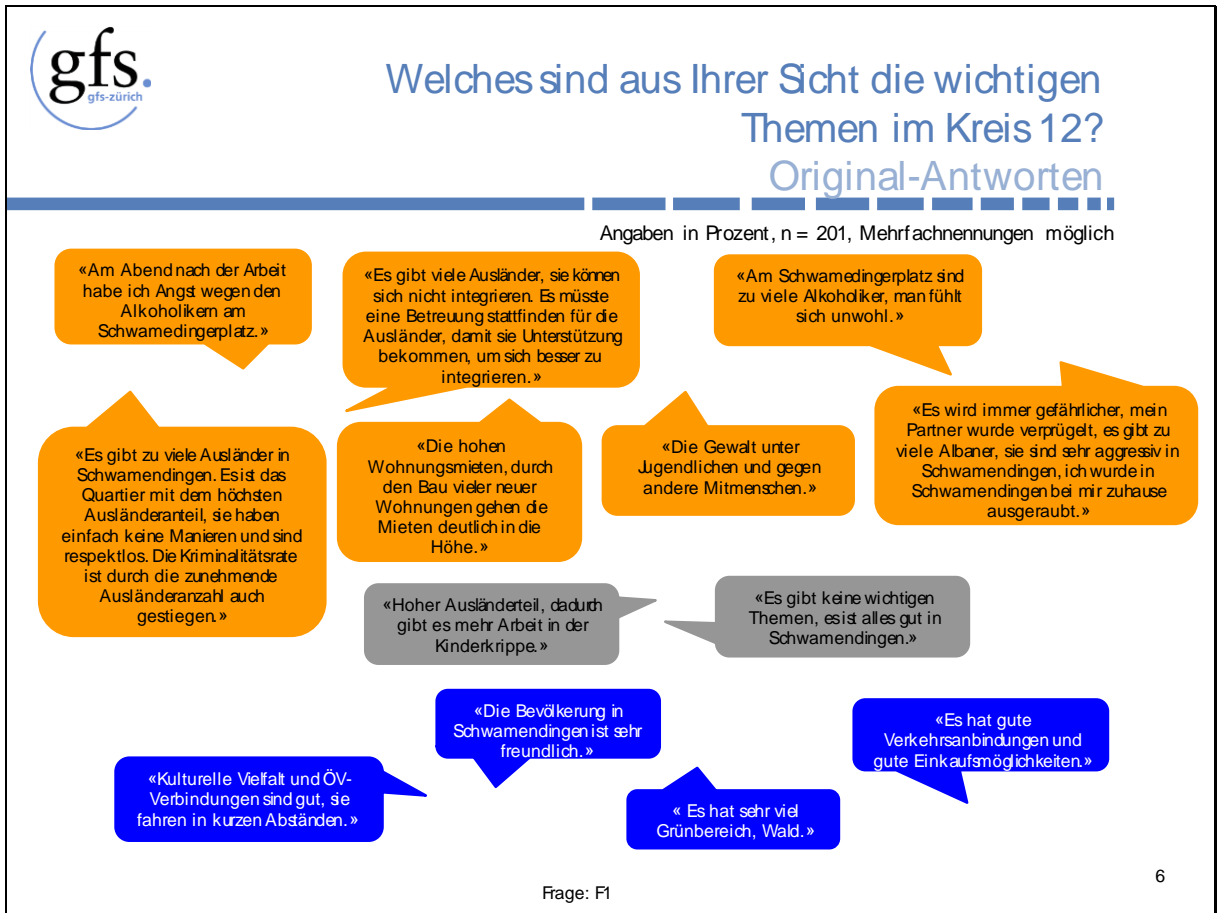 gfs.
gfs-zürich
Welches sind aus Ihrer Sicht die wichtigen
Themen im Kreis 12?
Original-Antworten
Angaben in Prozent, n = 201, Mehrfachnennungen möglich
«Am Abend nach der Arbeit
habe ich Angst wegen den
Alkoholikern am
Schwamedingerplatz.»
«Es gibt viele Ausländer, sie können
sich nicht integrieren. Es müsste
eine Betreuung stattfinden für die
Ausländer, damit sie Unterstützung
bekommen, um sich besser zu
integrieren.»
«Am Schwamedingerplatz sind
zu viele Alkoholiker, man fühlt
sich unwohl.»
«Es gibt zu viele Ausländer in
Schwamendingen. Es ist das
Quartier mit dem höchsten
Ausländeranteil, sie haben
einfach keine Manieren und sind
respektlos. Die Kriminalitätsrate
ist durch die zunehmende
Ausländeranzahl auch
gestiegen.»
«Die hohen
Wohnungsmieten, durch
den Bau vieler neuer
Wohnungen gehen die
Mieten deutlich in die
Höhe.»
«Die Gewalt unter
Jugendlichen und gegen
andere Mitmenschen.»
«Es wird immer gefährlicher, mein
Partner wurde verprügelt, es gibt zu
viele Albaner, sie sind sehr aggressiv in
Schwamendingen, ich wurde in
Schwamendingen bei mir zuhause
ausgeraubt.»
«Hoher Ausländerteil, dadurch
gibt es mehr Arbeit in der
Kinderkrippe.»
«Es gibt keine wichtigen
Themen, es ist alles gut in
Schwamendingen.»
«Die Bevölkerung in
Schwamendingen ist sehr
freundlich.»
«Es hat gute
Verkehrsanbindungen und
gute Einkaufsmöglichkeiten.»
«Kulturelle Vielfalt und ÖV-
Verbindungen sind gut, sie
fahren in kurzen Abständen.»
« Es hat sehr viel
Grünbereich, Wald.»
Frage: F1
6